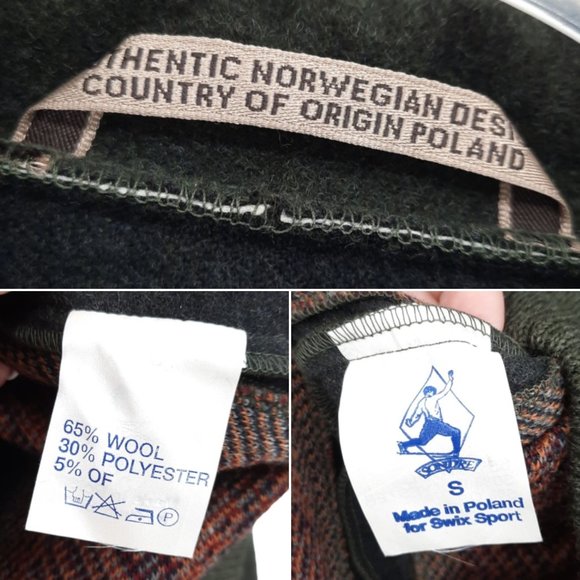 THENTIC NORWEGIAN DESI
COUNTRY OF ORIGIN POLAND
65% WOOL
30% POLYESTER
5% OF
P
SONDRE
S
Made in Poland
for Swix Sport